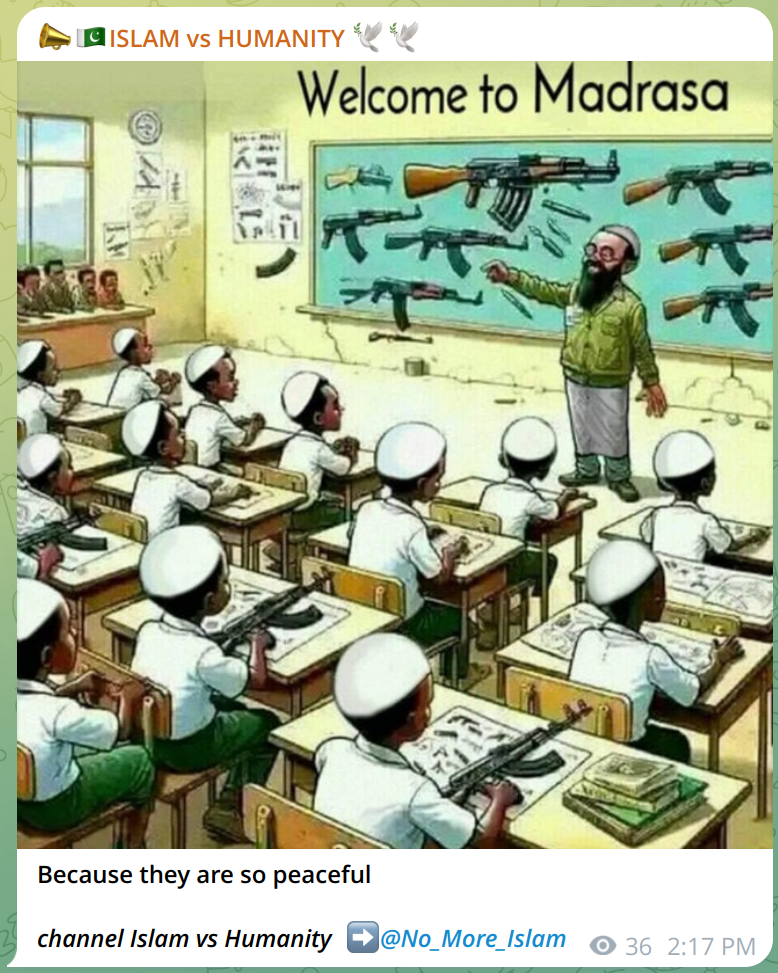 📢🇵🇰ISLAM vs HUMANITY 🕊🕊
Welcome to Madrasa
Because they are so peaceful
channel Islam vs Humanity ➡️@No_More_Islam
36 2:17 PM